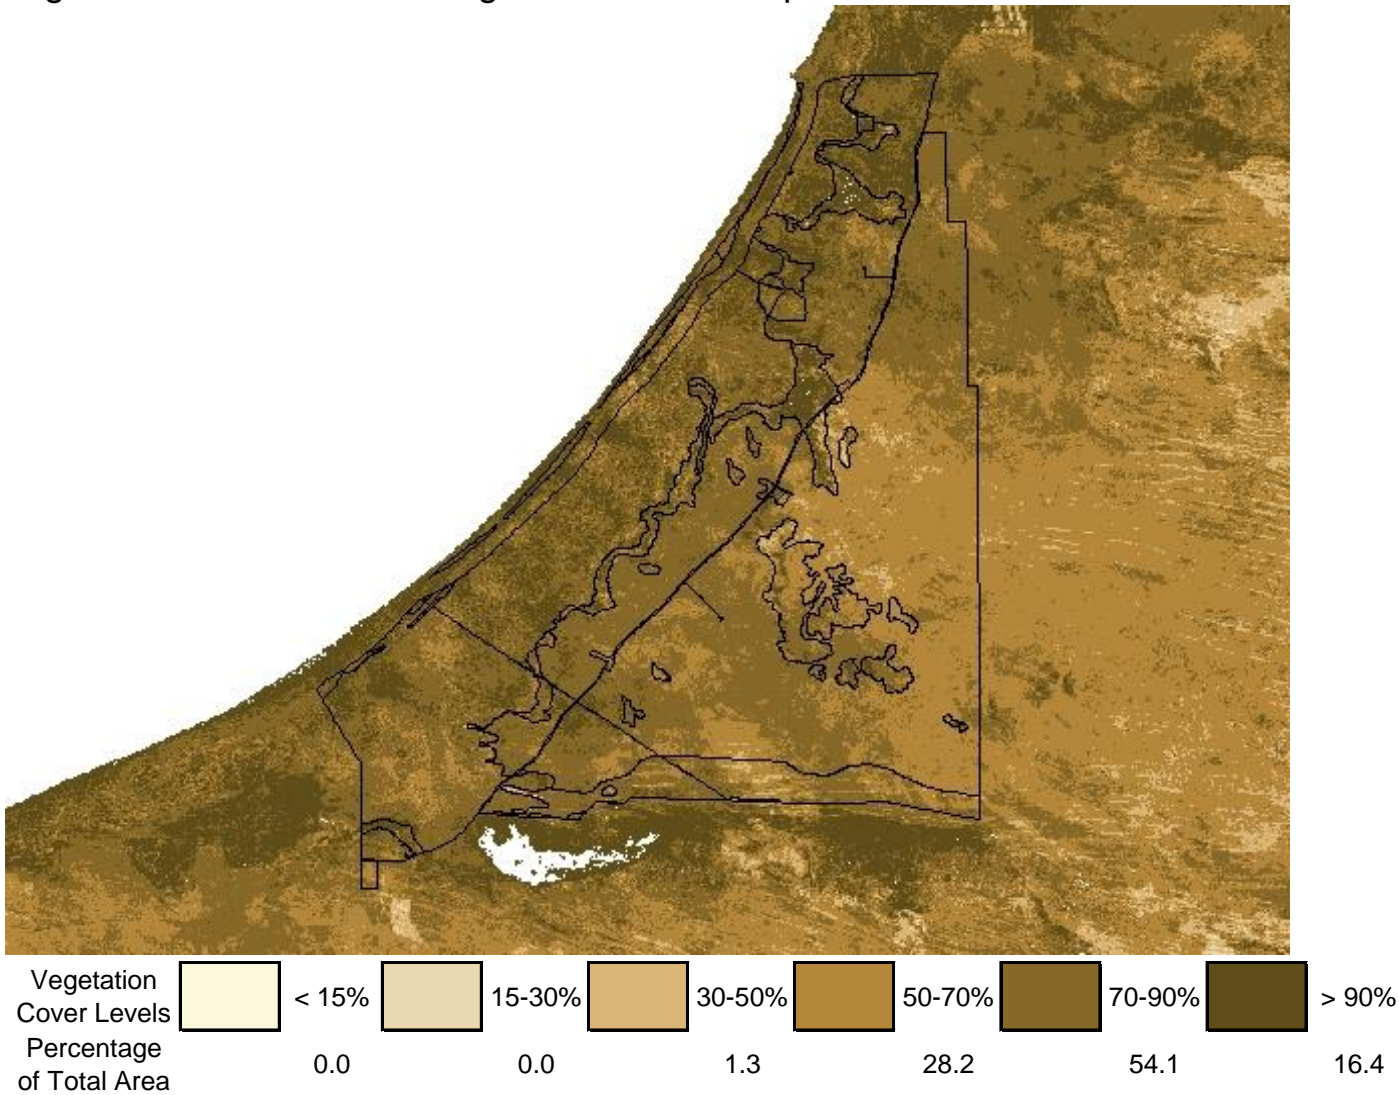 Vegetation
Cover Levels
< 15% 15-30% 30-50% 50-70% 70-90% > 90%
Percentage
of Total Area
0.0 0.0 1.3 28.2 54.1 16.4